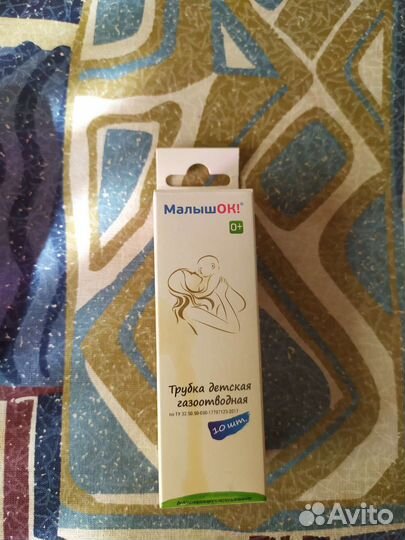 МалышОК!®
0+
Трубка детская
газоотводная
10 шт.
Avito